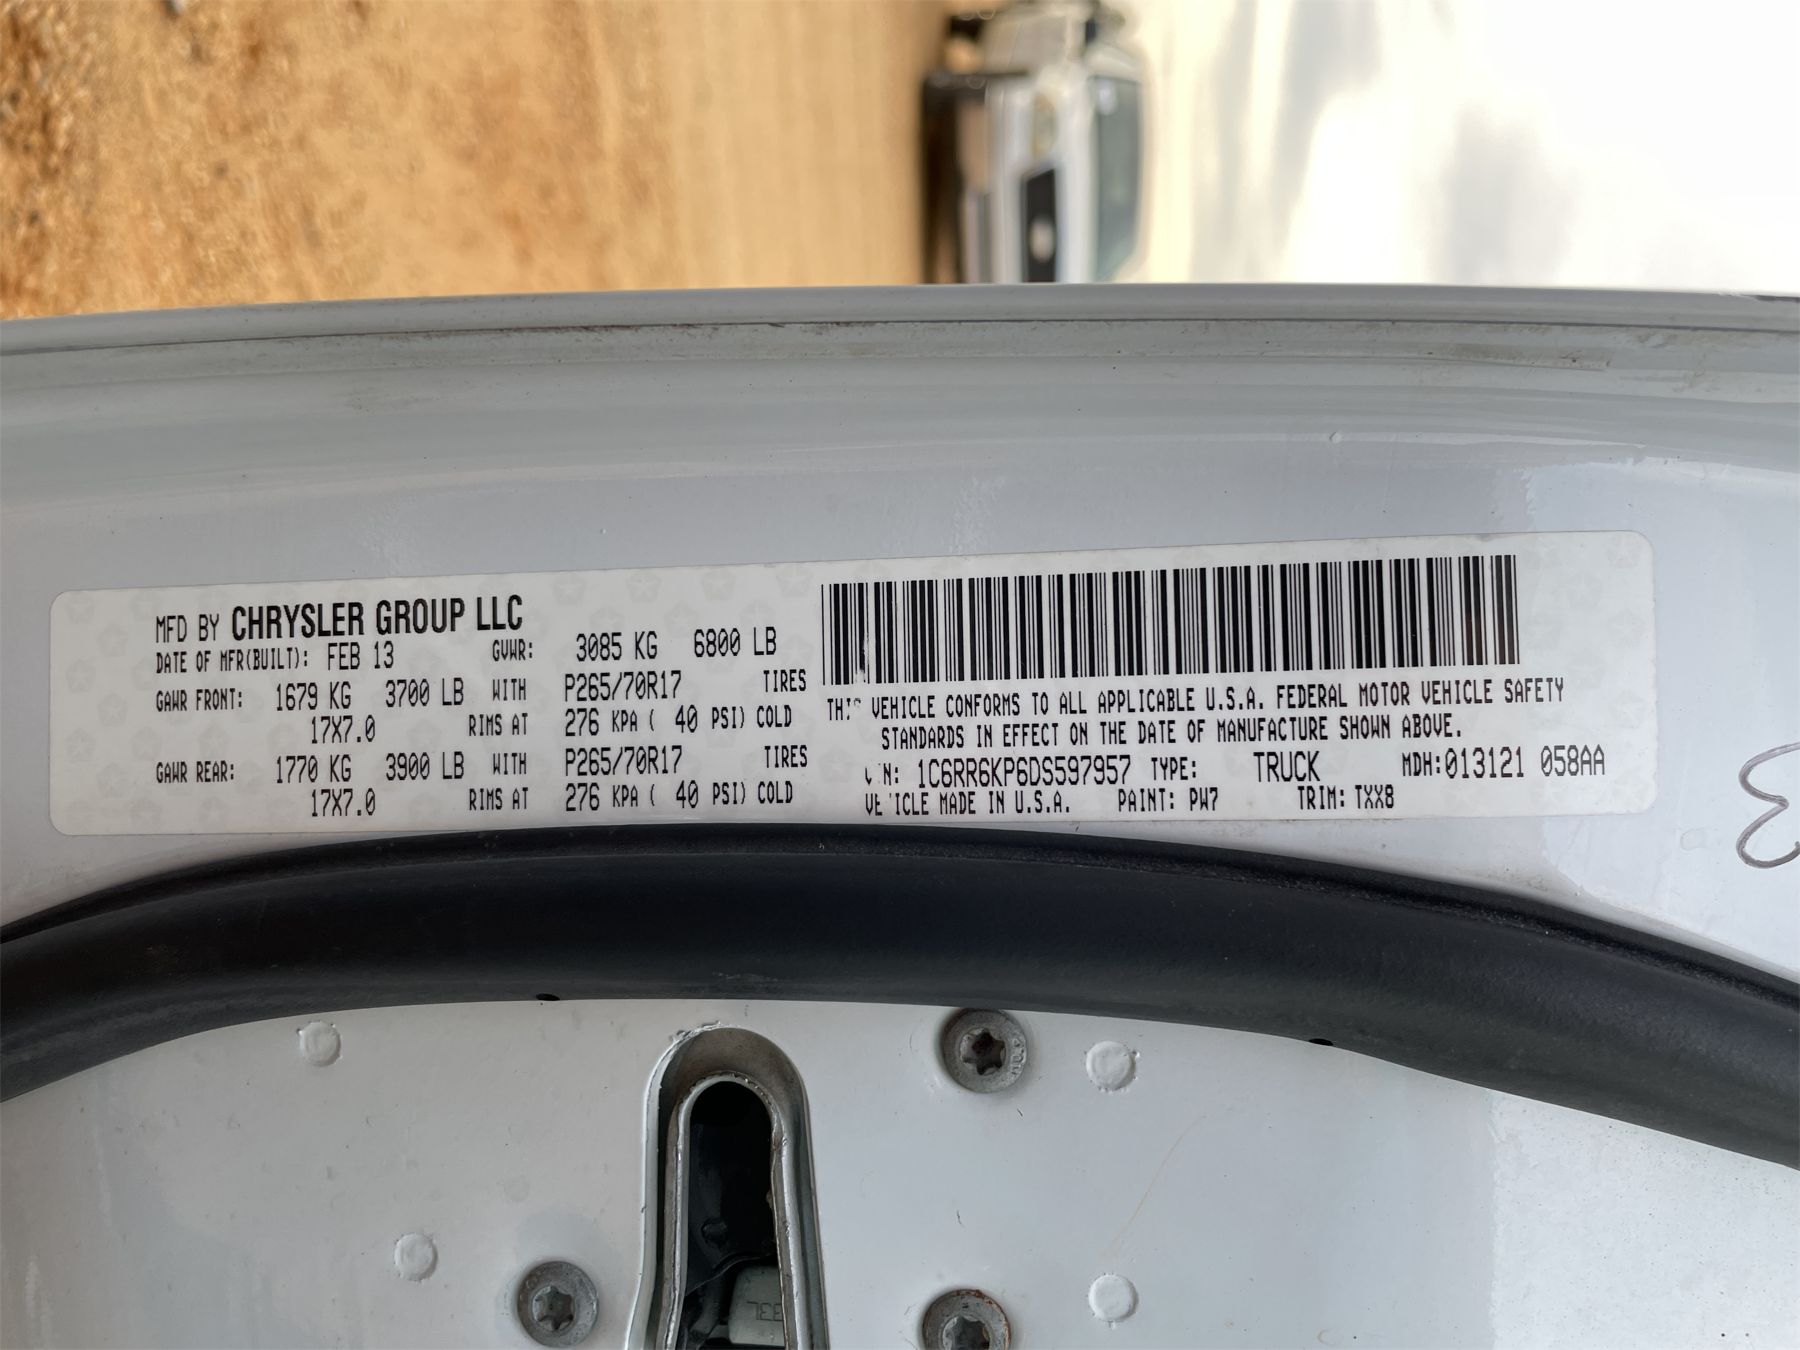 MFD BY CHRYSLER GROUP LLC
DATE OF MFR(BUILT): FEB 13 GVWR: 3085 KG 6800 LB
GAWR FRONT: 1679 KG 3700 LB WITH P265/70R17 TIRES
17X7.0 RIMS AT 276 KPA ( 40 PSI) COLD
GAWR REAR: 1770 KG 3900 LB WITH P265/70R17 TIRES
17X7.0 RIMS AT 276 KPA ( 40 PSI) COLD
THIS VEHICLE CONFORMS TO ALL APPLICABLE U.S.A. FEDERAL MOTOR VEHICLE SAFETY
STANDARDS IN EFFECT ON THE DATE OF MANUFACTURE SHOWN ABOVE.
VIN: 1C6RR6KP6DS597957 TYPE: TRUCK MDH:013121 058AA
VEHICLE MADE IN U.S.A. PAINT: PW7 TRIM: TXX8